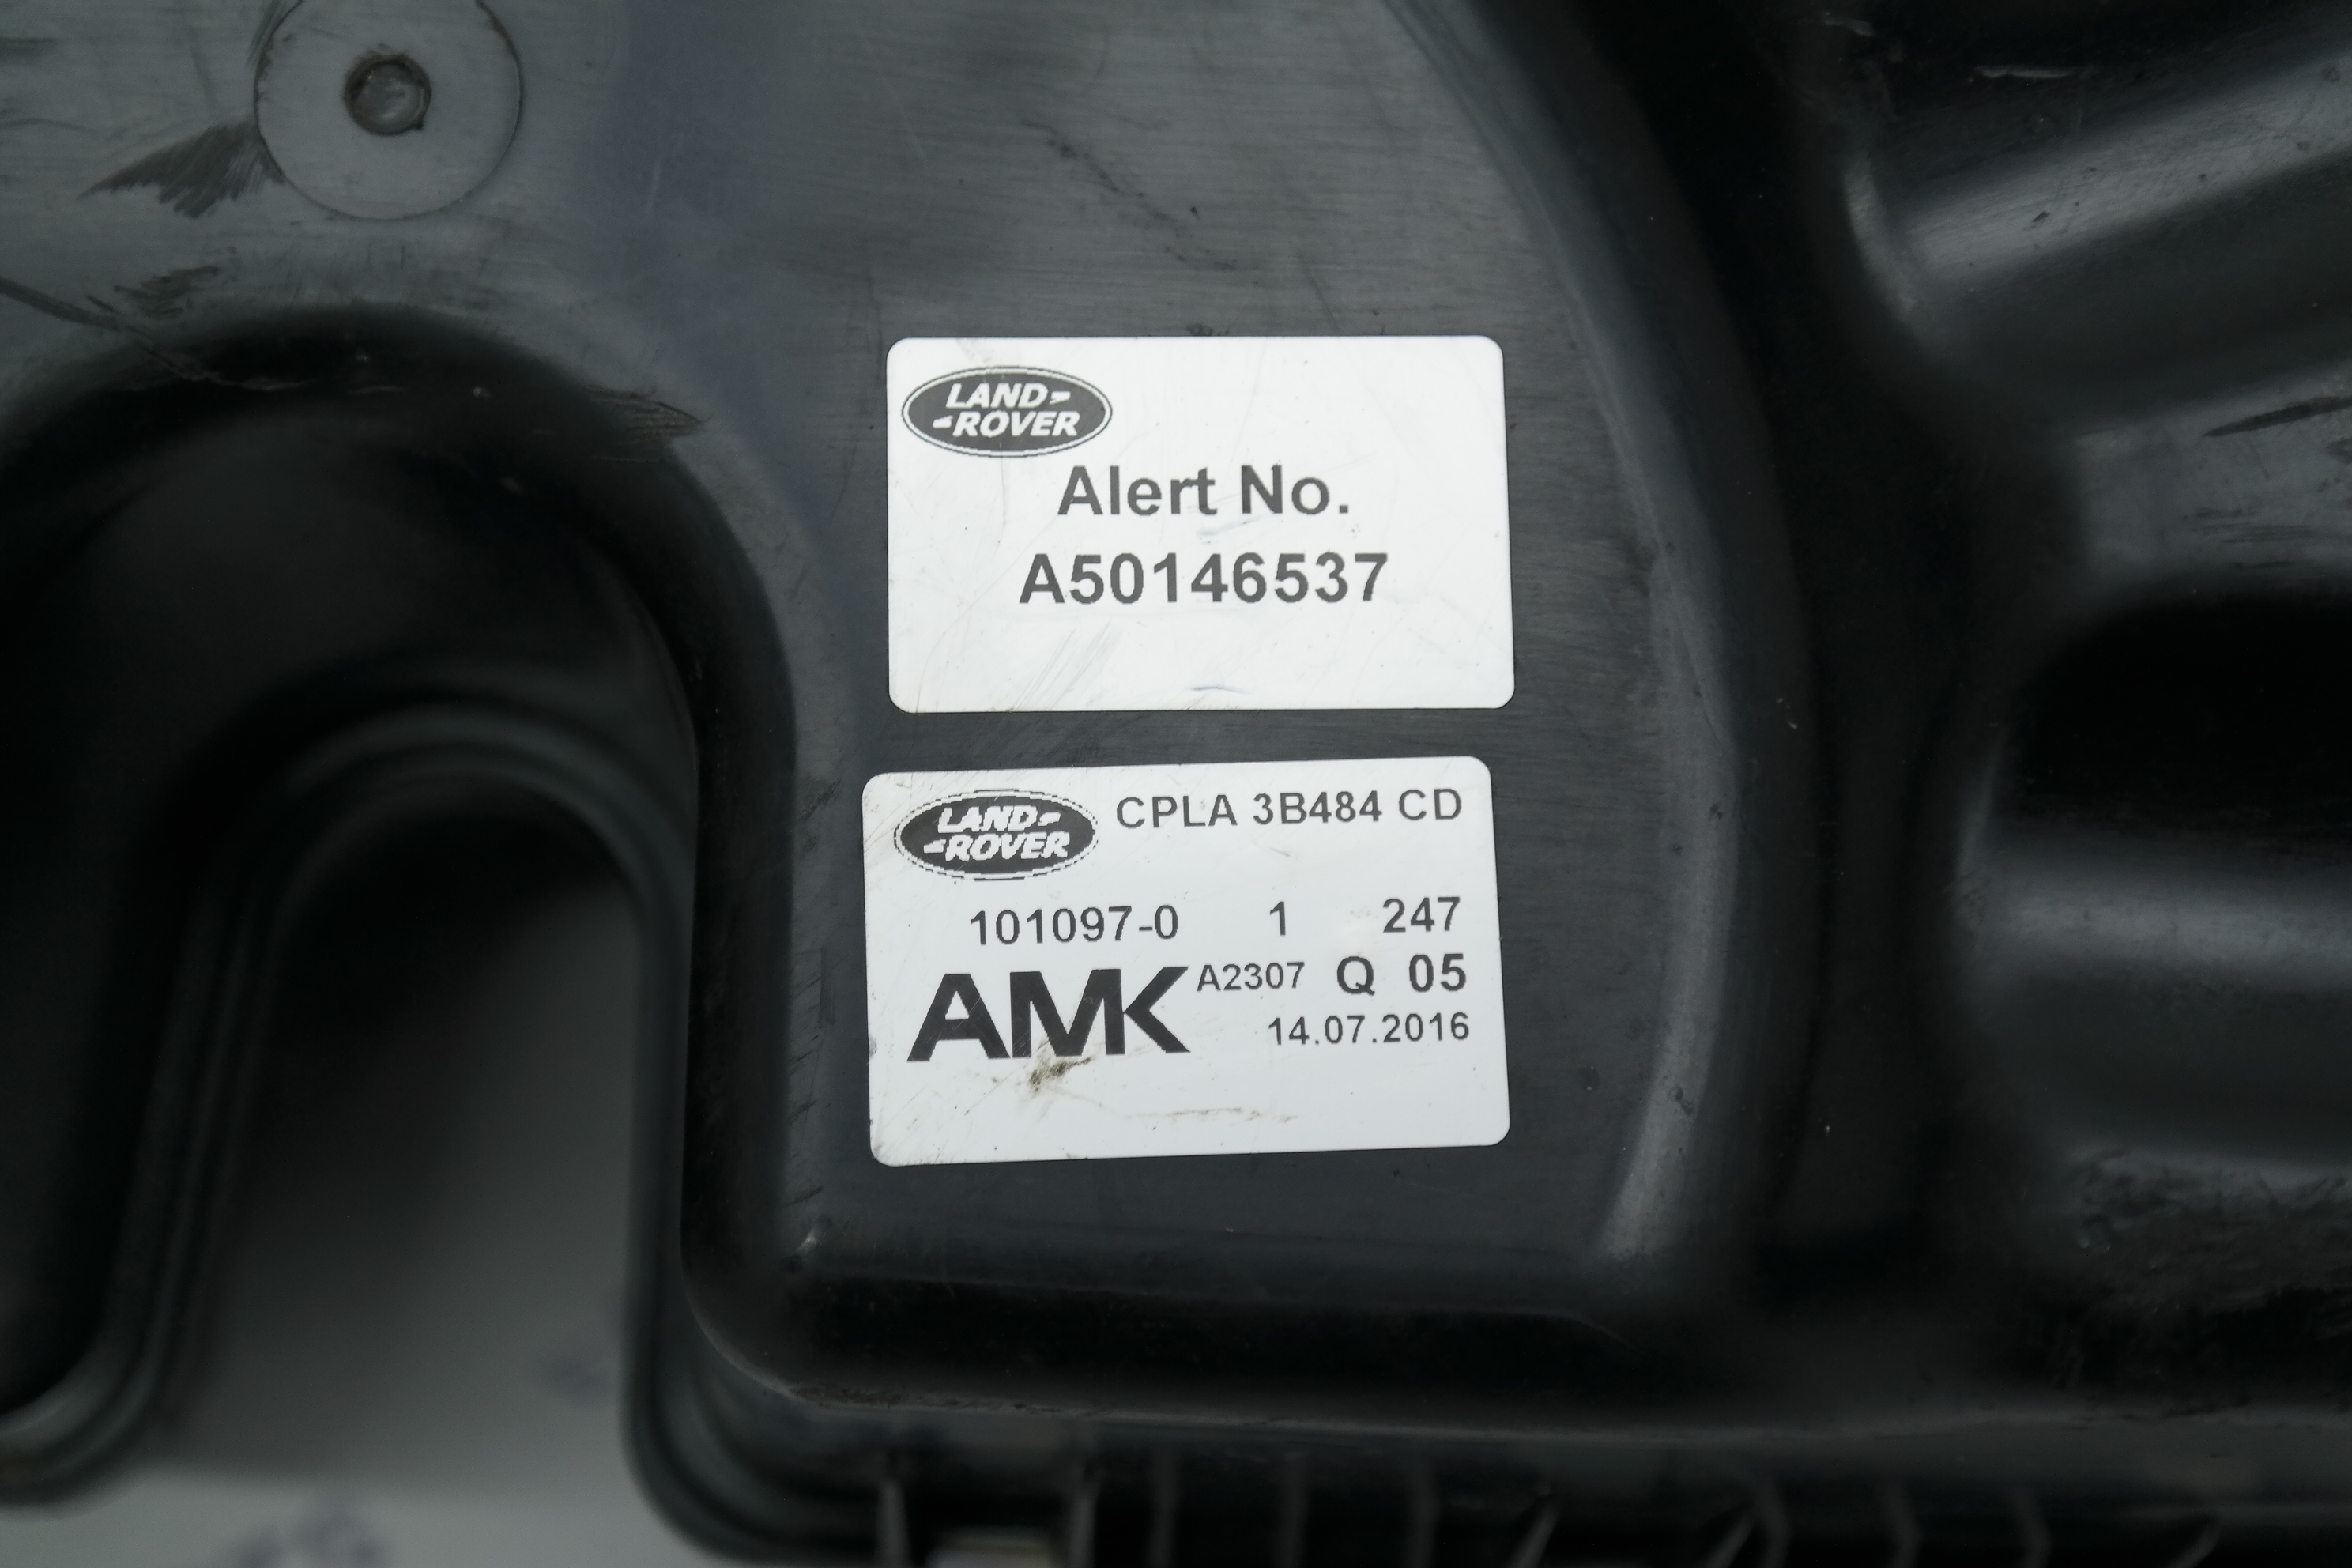 LAND-
-ROVER
Alert No.
A50146537
LAND-
-ROVER
CPLA 3B484 CD
101097-0 1 247
AMK A2307 Q 05
14.07.2016